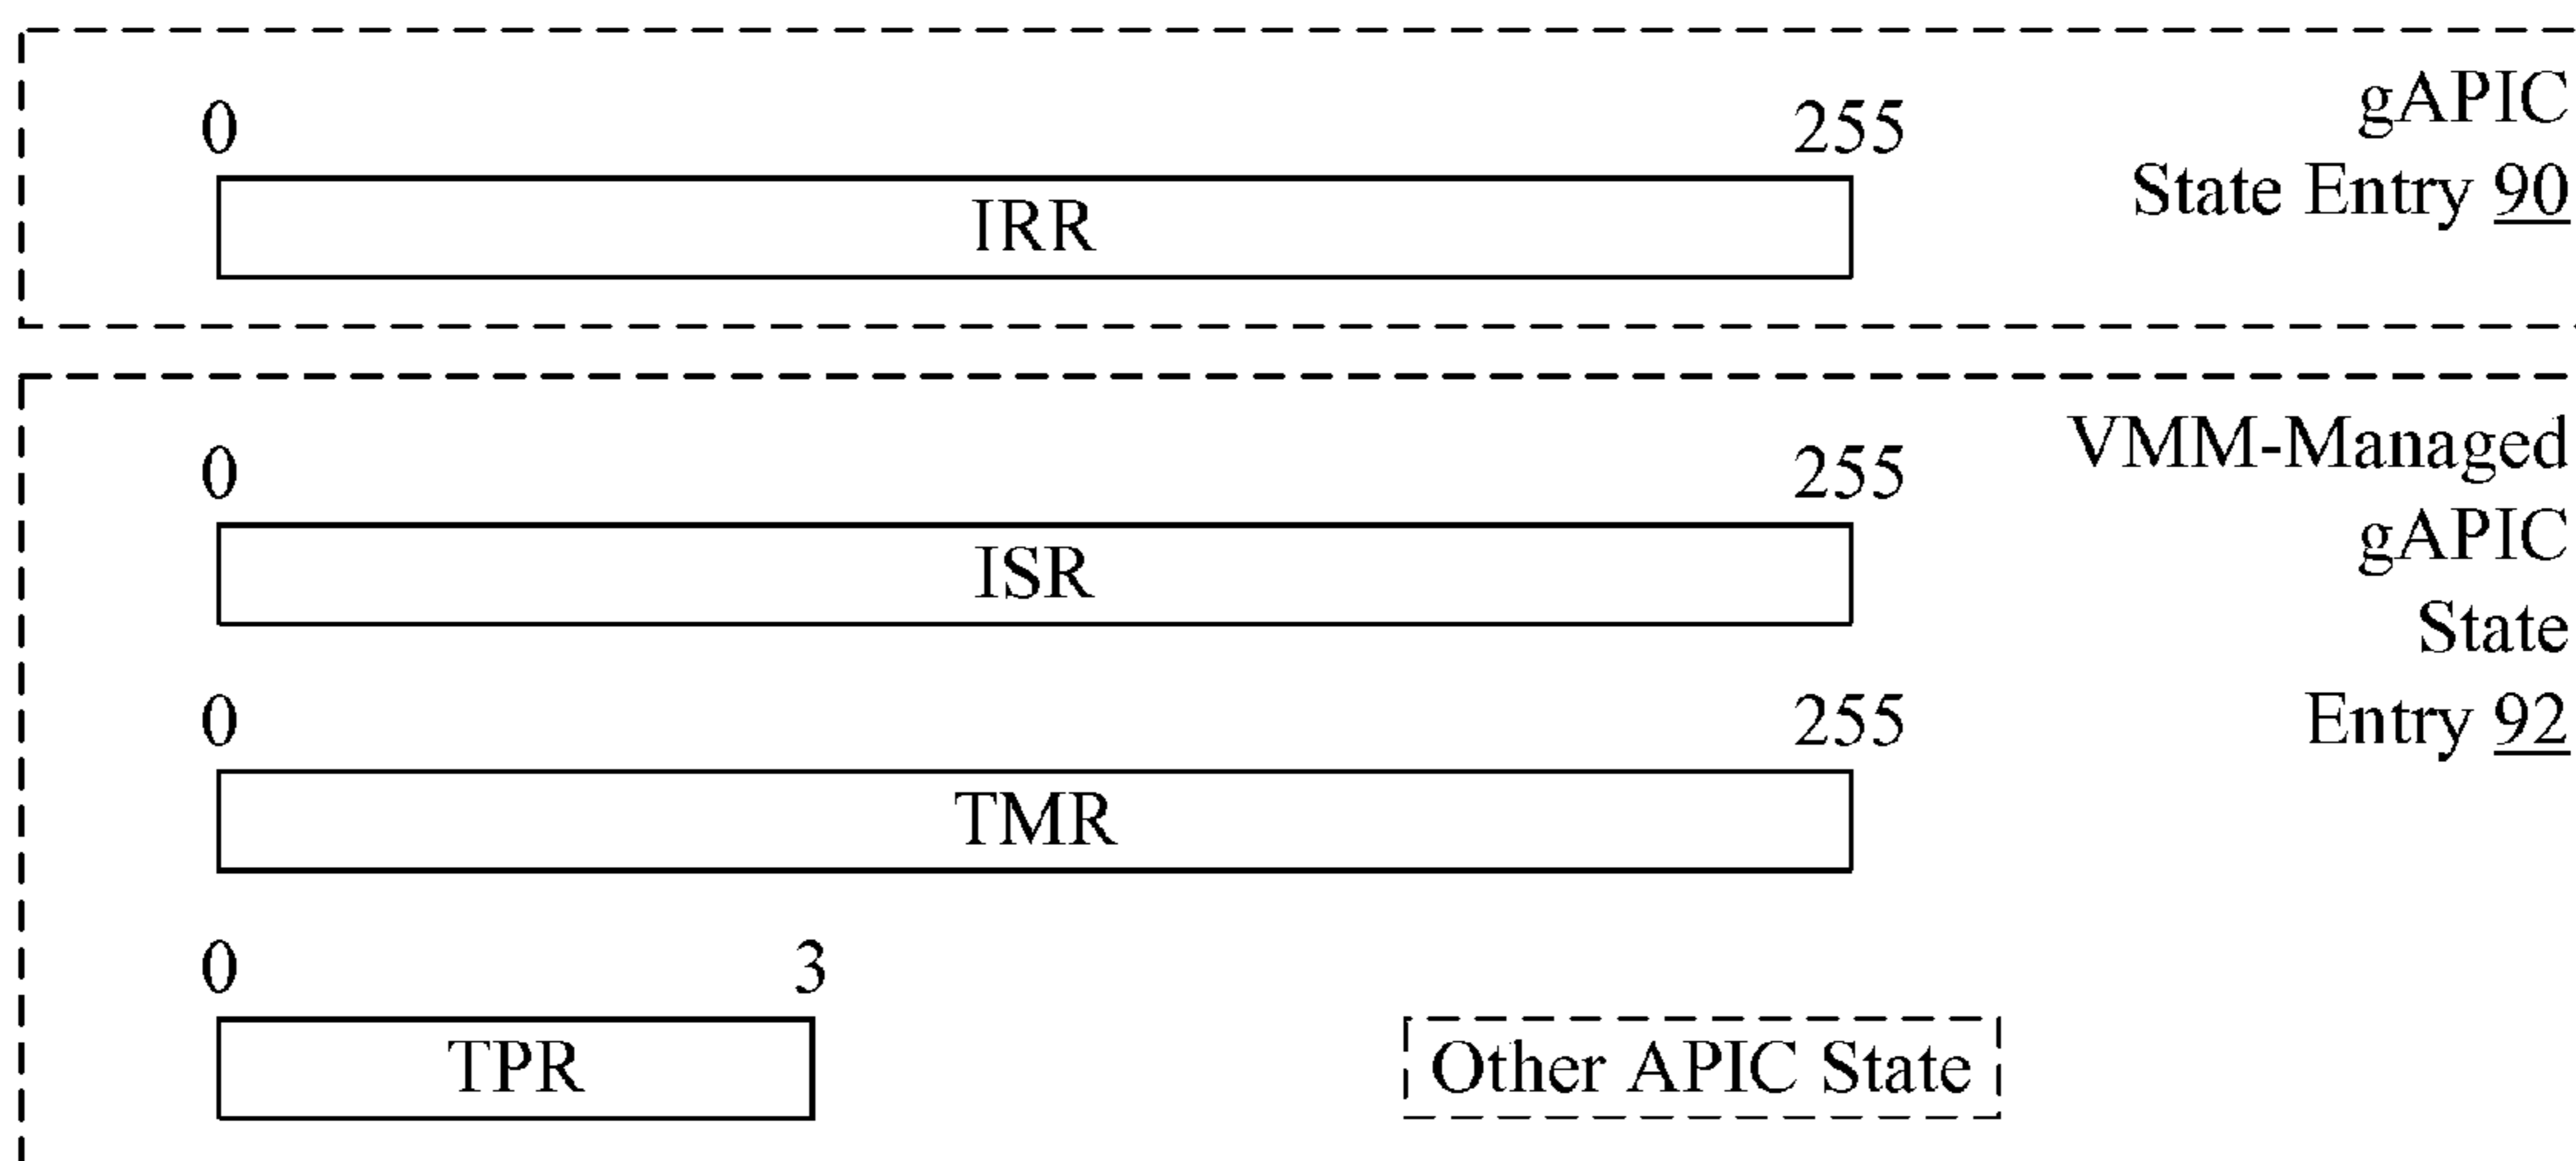 0 255
IRR
gAPIC
State Entry 90
0 255
ISR
VMM-Managed
gAPIC
State
Entry 92
0 255
TMR
0 3
TPR
Other APIC State